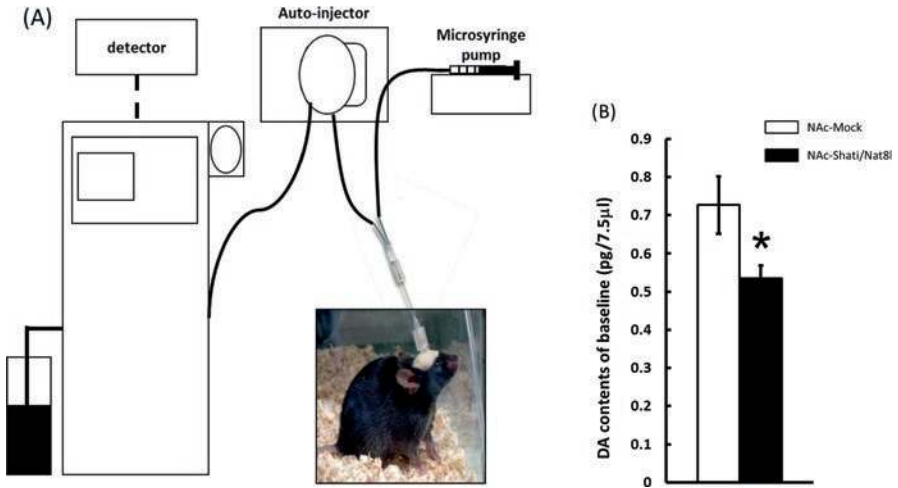 (A)
detector
Auto-injector
Microsyringe
pump
(B)
NAc-Mock
NAc-Shati/Nat8l
DA contents of baseline (pg/7.5μl)
0.9
0.8
0.7
0.6
0.5
0.4
0.3
0.2
0.1
0
*